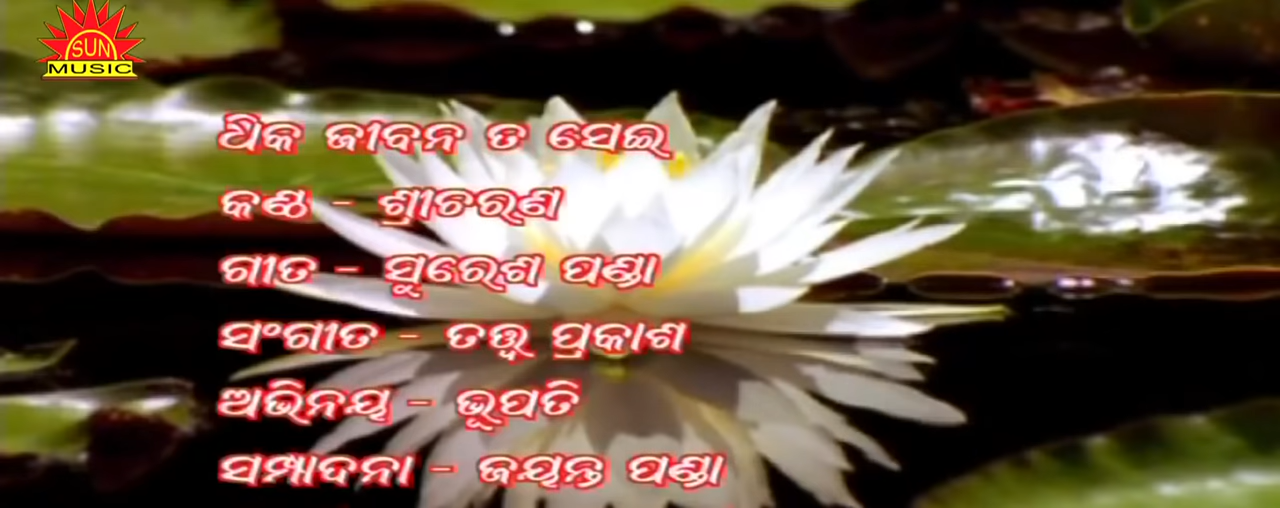 SUN
MUSIC
ଥିକ ଜୀବନ ତ ସେଇ
କଣ୍ଠ - ଶ୍ରୀଚରଣ
ଗୀତ - ସୁରେଶ ପଣ୍ଡା
ସଂଗୀତ - ତତ୍ତ୍ୱ ପ୍ରକାଶ
ଅଭିନୟ - ଭୂପତି
ସମ୍ପାଦନା - ଜୟନ୍ତ ପଣ୍ଡା